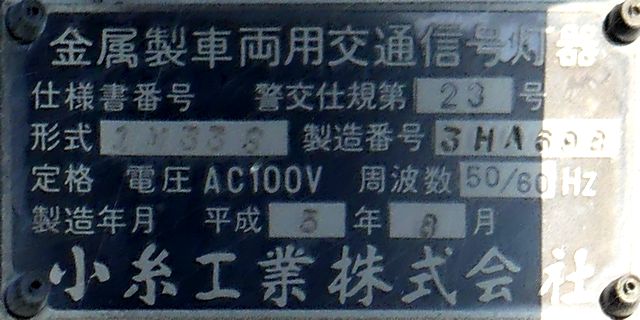 金属製車両用交通信号灯器
仕様書番号 警交仕規第 23 号
形式 製造番号
定格 電圧 AC100V 周波数 50/60 Hz
製造年月 平成 5 年 8 月
小糸工業株式会社